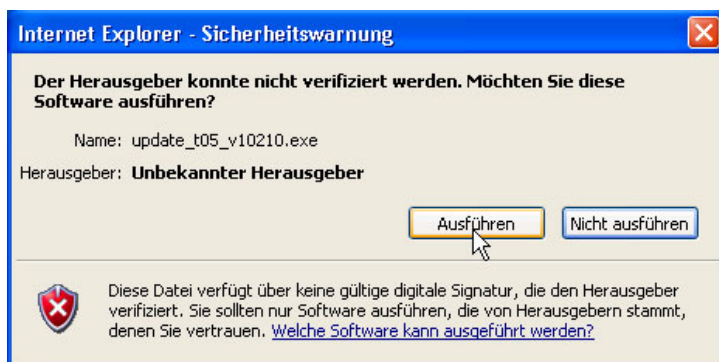 Internet Explorer - Sicherheitswarnung
Der Herausgeber konnte nicht verifiziert werden. Möchten Sie diese
Software ausführen?
Name: update_t05_v10210.exe
Herausgeber: Unbekannter Herausgeber
Ausführen Nicht ausführen
Diese Datei verfügt über keine gültige digitale Signatur, die den Herausgeber
verifiziert. Sie sollten nur Software ausführen, die von Herausgebern stammt,
denen Sie vertrauen. Welche Software kann ausgeführt werden?